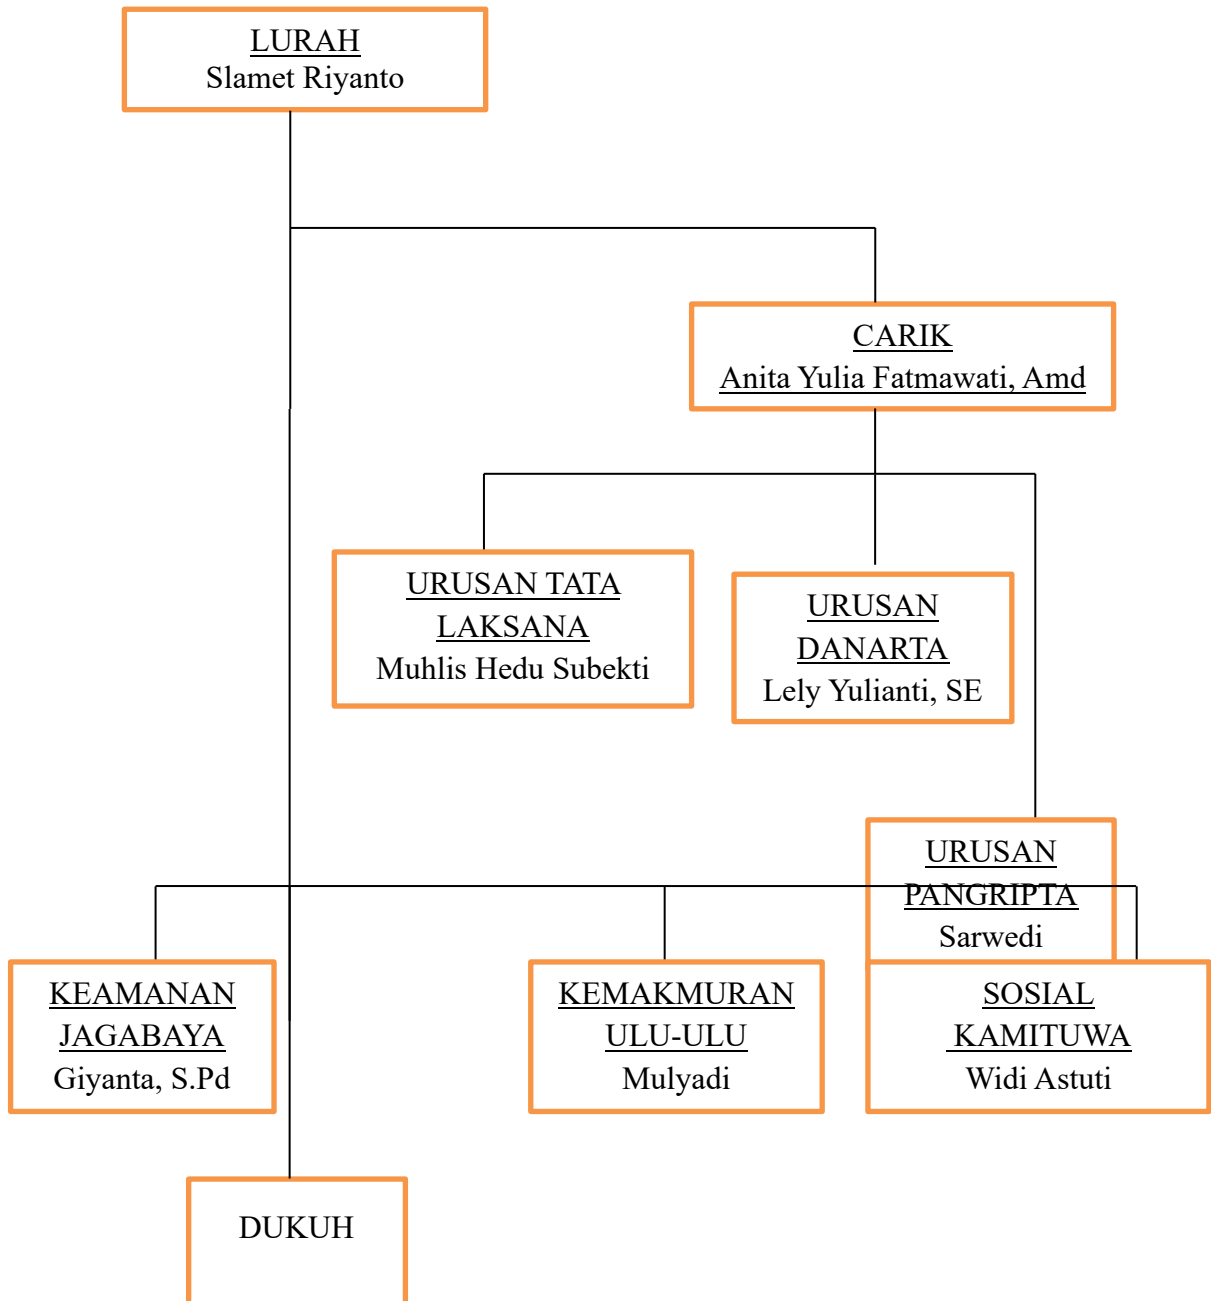 LURAH
Slamet Riyanto
CARIK
Anita Yulia Fatmawati, Amd
URUSAN TATA
LAKSANA
Muhlis Hedu Subekti
URUSAN
DANARTA
Lely Yulianti, SE
URUSAN
PANGRIPTA
Sarwedi
KEAMANAN
JAGABAYA
Giyanta, S.Pd
KEMAKMURAN
ULU-ULU
Mulyadi
SOSIAL
KAMITUWA
Widi Astuti
DUKUH